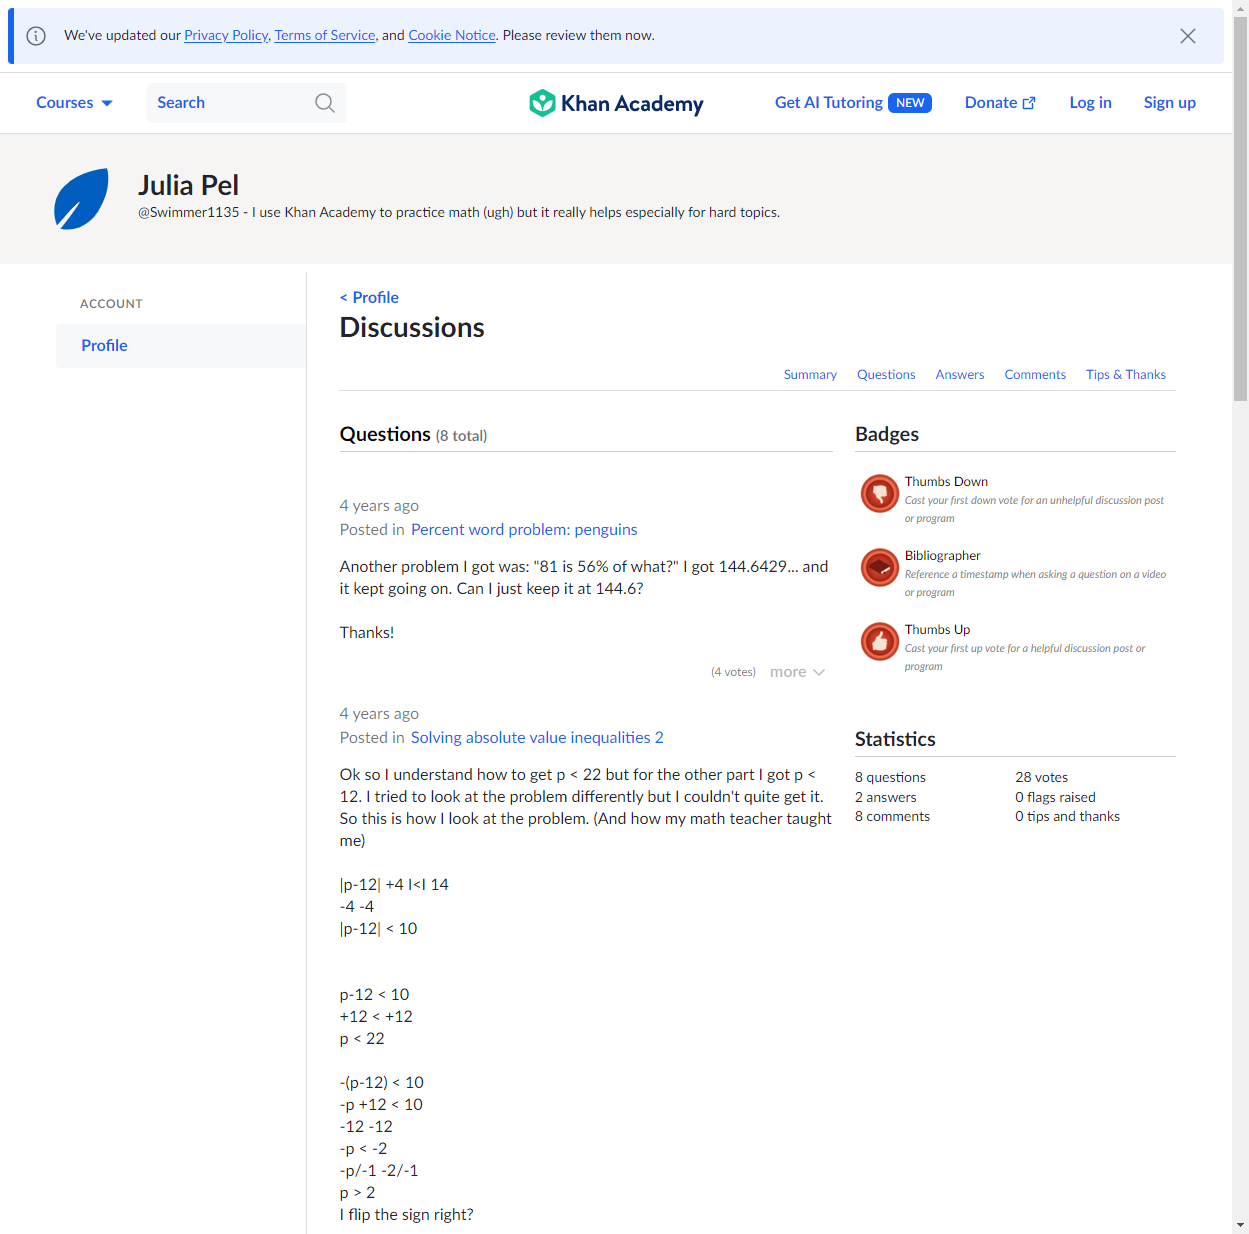 We've updated our Privacy Policy, Terms of Service, and Cookie Notice. Please review them now.
Courses
Search
Khan Academy
Get AI Tutoring NEW
Donate
Log in
Sign up
Julia Pel
@Swimmer1135 - I use Khan Academy to practice math (ugh) but it really helps especially for hard topics.
ACCOUNT
Profile
< Profile
Discussions
Summary
Questions
Answers
Comments
Tips & Thanks
Questions (8 total)
4 years ago
Posted in Percent word problem: penguins
Another problem I got was: "81 is 56% of what?" I got 144.6429... and
it kept going on. Can I just keep it at 144.6?
Thanks!
(4 votes)
more
4 years ago
Posted in Solving absolute value inequalities 2
Ok so I understand how to get p < 22 but for the other part I got p <
12. I tried to look at the problem differently but I couldn't quite get it.
So this is how I look at the problem. (And how my math teacher taught
me)
|p-12| +4 I<I 14
-4 -4
|p-12| < 10
p-12 < 10
+12 < +12
p < 22
-(p-12) < 10
-p +12 < 10
-12 -12
-p < -2
-p/-1 -2/-1
p > 2
I flip the sign right?
Badges
Thumbs Down
Cast your first down vote for an unhelpful discussion post
or program
Bibliographer
Reference a timestamp when asking a question on a video
or program
Thumbs Up
Cast your first up vote for a helpful discussion post or
program
Statistics
8 questions
2 answers
8 comments
28 votes
0 flags raised
0 tips and thanks